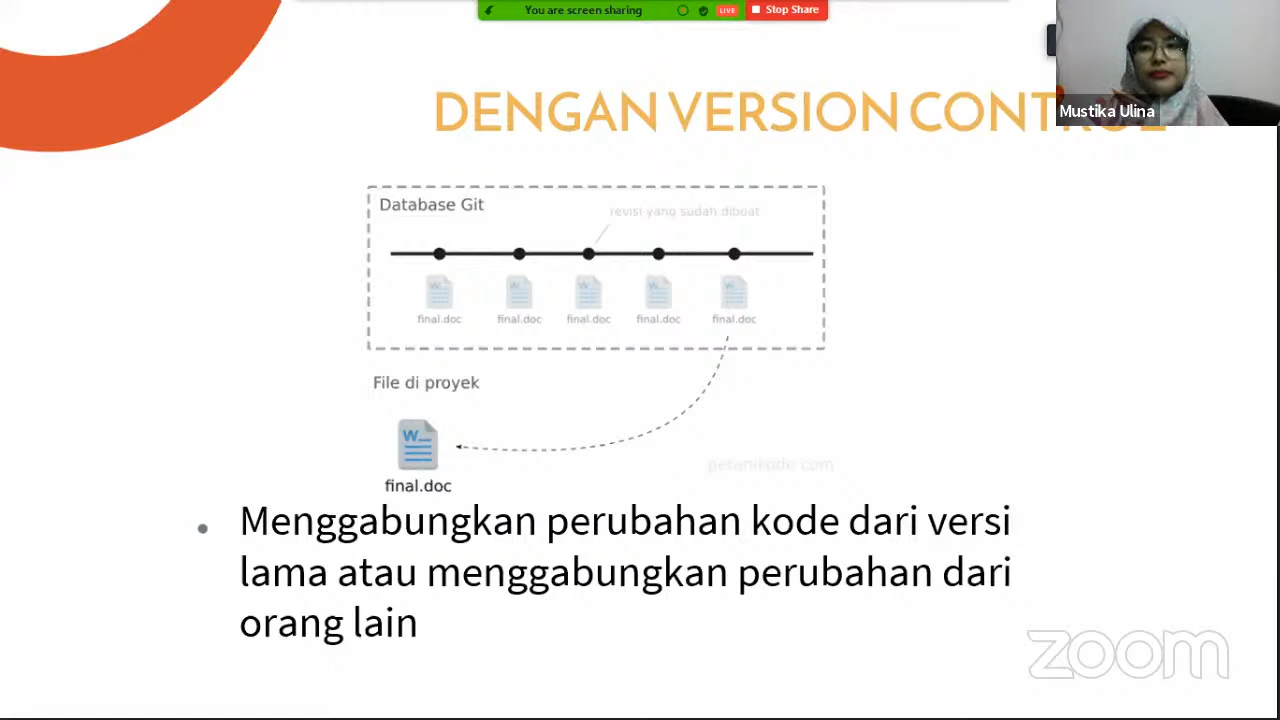 You are screen sharing
LIVE
Stop Share
DENGAN VERSION CONT
Mustika Ulina
Database Git
revisi yang sudah dibuat
final.doc final.doc final.doc final.doc final.doc
File di proyek
W
final.doc
petanikode.com
Menggabungkan perubahan kode dari versi
lama atau menggabungkan perubahan dari
orang lain
zoom